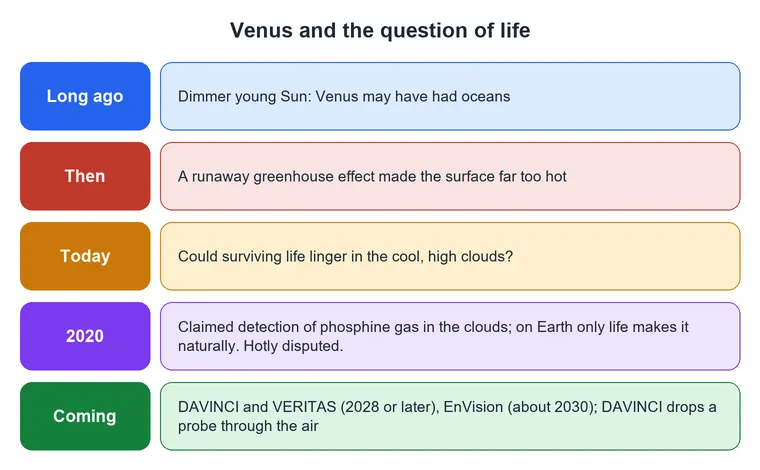 Venus and the question of life
Long ago
Dimmer young Sun: Venus may have had oceans
Then
A runaway greenhouse effect made the surface far too hot
Today
Could surviving life linger in the cool, high clouds?
2020
Claimed detection of phosphine gas in the clouds; on Earth only life makes it
naturally. Hotly disputed.
Coming
DAVINCI and VERITAS (2028 or later), EnVision (about 2030); DAVINCI drops a
probe through the air